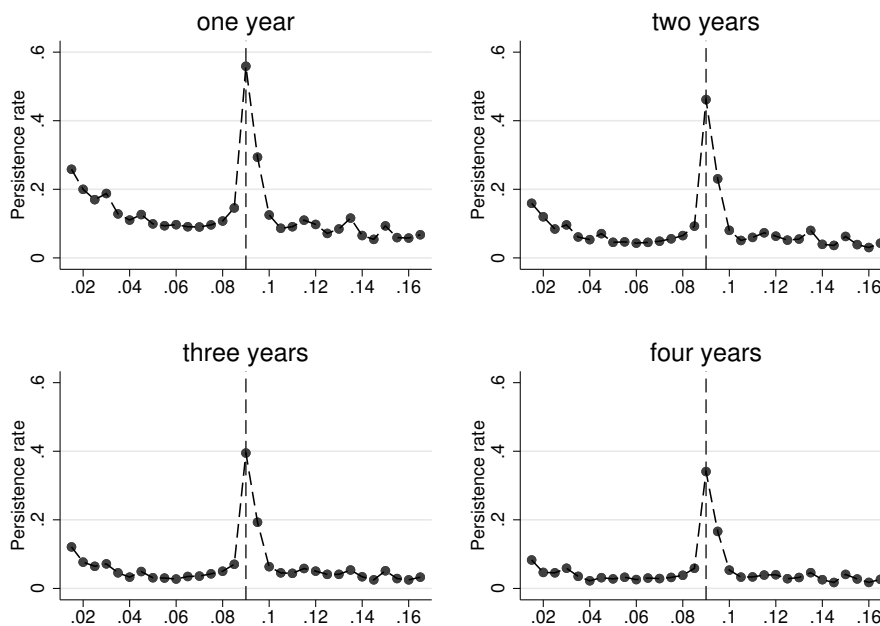 one year
Persistence rate
.6
.4
.2
0
.02 .04 .06 .08 .1 .12 .14 .16
two years
Persistence rate
.6
.4
.2
0
.02 .04 .06 .08 .1 .12 .14 .16
three years
Persistence rate
.6
.4
.2
0
.02 .04 .06 .08 .1 .12 .14 .16
four years
Persistence rate
.6
.4
.2
0
.02 .04 .06 .08 .1 .12 .14 .16